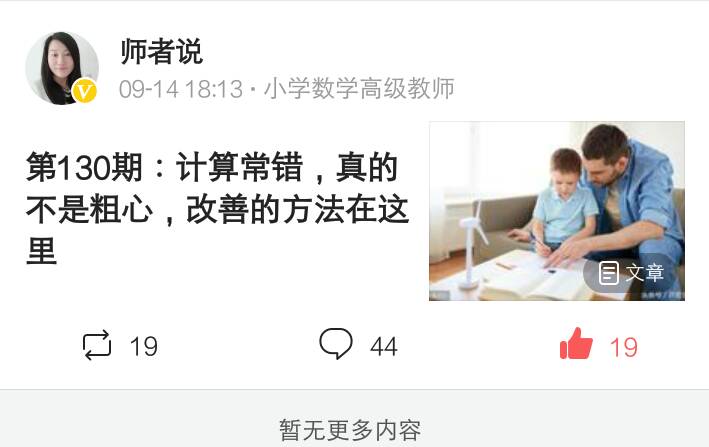 师者说
09-14 18:13 · 小学数学高级教师
第130期：计算常错，真的
不是粗心，改善的方法在这
里
文章
19
44
19
暂无更多内容